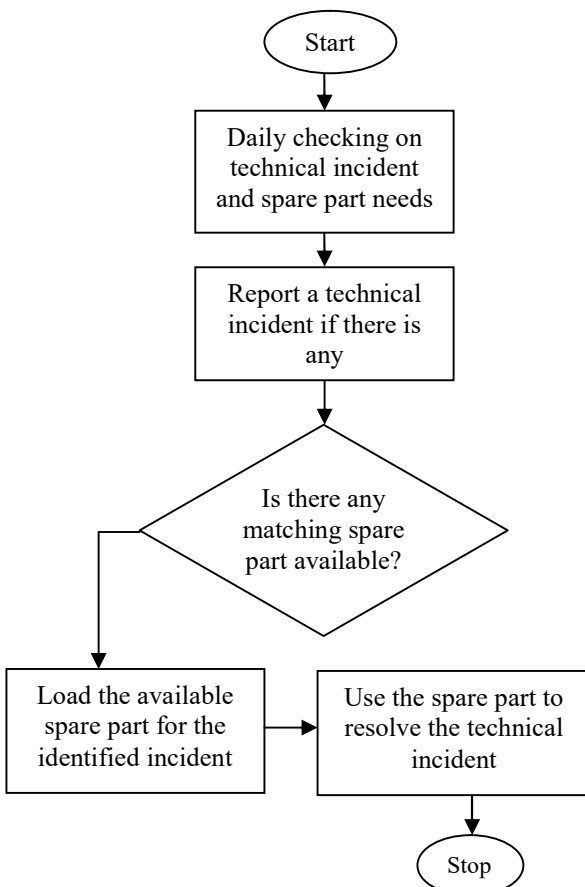 Start
Daily checking on
technical incident
and spare part needs
Report a technical
incident if there is
any
Is there any
matching spare
part available?
Load the available
spare part for the
identified incident
Use the spare part to
resolve the technical
incident
Stop